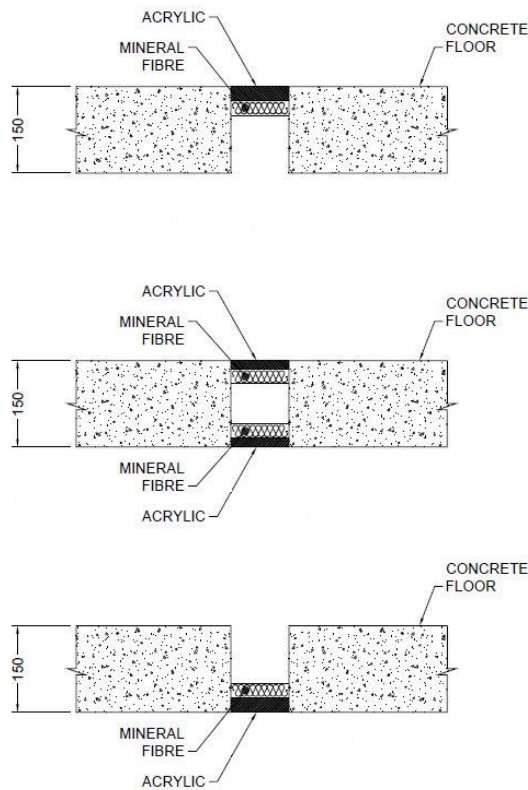 ACRYLIC
MINERAL
FIBRE
CONCRETE
FLOOR
150
ACRYLIC
MINERAL
FIBRE
CONCRETE
FLOOR
150
MINERAL
FIBRE
ACRYLIC
CONCRETE
FLOOR
150
MINERAL
FIBRE
ACRYLIC